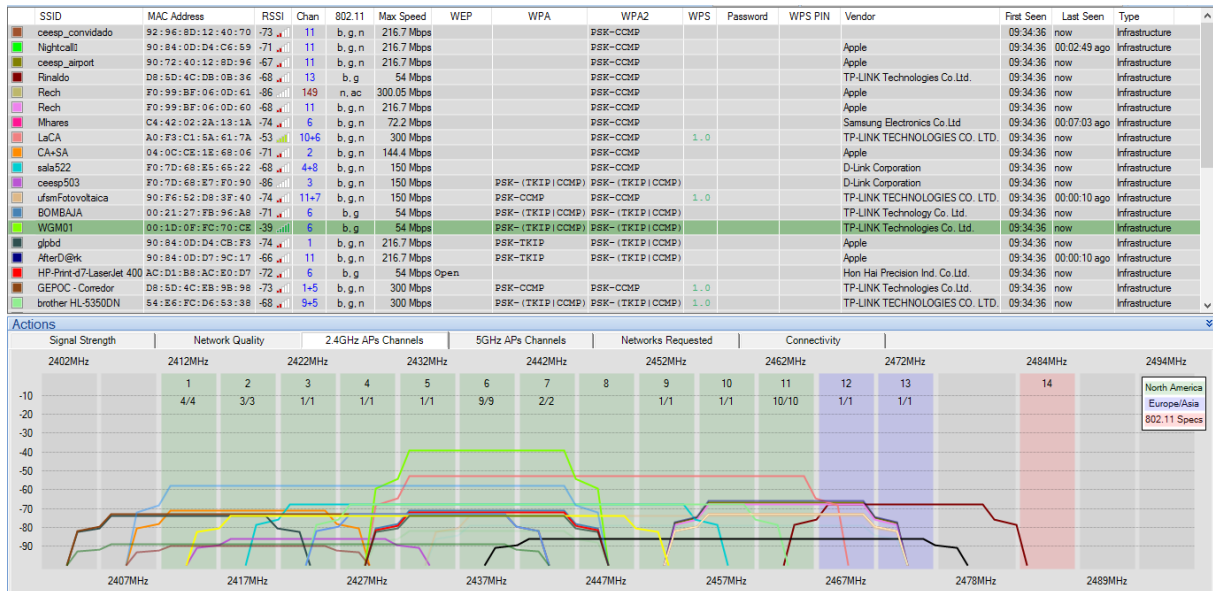 SSID MAC Address RSSI Chan 802.11 Max Speed WEP WPA WPA2 WPS Password WPS PIN Vendor First Seen Last Seen Type
ceesp_convidado 92:96:8D:12:40:70 -73 11 b, g, n 216.7 Mbps PSK-CCMP 09:34:36 now Infrastructure
Nightcall 90:84:0D:D4:C6:59 -71 11 b, g, n 216.7 Mbps PSK-CCMP Apple 09:34:36 00:02:49 ago Infrastructure
ceesp_airport 90:72:40:12:8D:96 -67 11 b, g, n 216.7 Mbps PSK-CCMP Apple 09:34:36 now Infrastructure
Rinaldo D8:5D:4C:DB:0B:36 -68 13 b, g 54 Mbps PSK-CCMP TP-LINK Technologies Co.Ltd. 09:34:36 now Infrastructure
Rech F0:99:BF:06:0D:61 -86 149 n, ac 300.05 Mbps PSK-CCMP Apple 09:34:36 now Infrastructure
Rech F0:99:BF:06:0D:60 -68 11 b, g, n 216.7 Mbps PSK-CCMP Apple 09:34:36 now Infrastructure
Mhares C4:42:02:2A:13:1A -74 6 b, g, n 72.2 Mbps PSK-CCMP Samsung Electronics Co.Ltd 09:34:36 00:07:03 ago Infrastructure
LaCA A0:F3:C1:5A:61:7A -53 10+6 b, g, n 300 Mbps PSK-CCMP 1.0 TP-LINK TECHNOLOGIES CO. LTD. 09:34:36 now Infrastructure
CA+SA 04:0C:CE:1E:68:06 -71 2 b, g, n 144.4 Mbps PSK-CCMP Apple 09:34:36 now Infrastructure
sala522 F0:7D:68:E5:65:22 -68 4+8 b, g, n 150 Mbps PSK-CCMP D-Link Corporation 09:34:36 now Infrastructure
ceesp503 F0:7D:68:E7:F0:90 -86 3 b, g, n 150 Mbps PSK-(TKIP|CCMP) PSK-(TKIP|CCMP) D-Link Corporation 09:34:36 now Infrastructure
ufsmFotovoltaica 90:F6:52:D8:3F:40 -74 11+7 b, g, n 150 Mbps PSK-CCMP PSK-CCMP 1.0 TP-LINK TECHNOLOGIES CO. LTD. 09:34:36 00:00:10 ago Infrastructure
BOMBAJA 00:21:27:FB:96:A8 -71 6 b, g 54 Mbps PSK-(TKIP|CCMP) PSK-(TKIP|CCMP) TP-LINK Technology Co. Ltd. 09:34:36 now Infrastructure
WGM01 00:1D:0F:FC:70:CE -39 6 b, g 54 Mbps PSK-(TKIP|CCMP) PSK-(TKIP|CCMP) TP-LINK Technologies Co. Ltd. 09:34:36 now Infrastructure
glpbd 90:84:0D:D4:CB:F3 -74 1 b, g, n 216.7 Mbps PSK-TKIP PSK-CCMP Apple 09:34:36 now Infrastructure
AfterD@rk 90:84:0D:D7:9C:17 -66 11 b, g, n 216.7 Mbps PSK-TKIP PSK-CCMP Apple 09:34:36 00:00:10 ago Infrastructure
HP-Print-d7-LaserJet 400 AC:D1:B8:AC:E0:D7 -72 6 b, g 54 Mbps Open Hon Hai Precision Ind. Co.Ltd. 09:34:36 now Infrastructure
GEPOC - Corredor D8:5D:4C:EB:9B:98 -73 1+5 b, g, n 300 Mbps PSK-CCMP PSK-CCMP 1.0 TP-LINK Technologies Co.Ltd. 09:34:36 now Infrastructure
brother HL-5350DN 54:E6:FC:D6:53:38 -68 9+5 b, g, n 300 Mbps PSK-(TKIP|CCMP) PSK-(TKIP|CCMP) 1.0 TP-LINK TECHNOLOGIES CO. LTD. 09:34:36 now Infrastructure
Actions
Signal Strength Network Quality 2.4GHz APs Channels 5GHz APs Channels Networks Requested Connectivity
2402MHz 2412MHz 2422MHz 2432MHz 2442MHz 2452MHz 2462MHz 2472MHz 2484MHz 2494MHz
1 2 3 4 5 6 7 8 9 10 11 12 13 14
4/4 3/3 1/1 1/1 1/1 9/9 2/2 1/1 1/1 10/10 1/1 1/1
North America
Europe/Asia
802.11 Specs
-10
-20
-30
-40
-50
-60
-70
-80
-90
2407MHz 2417MHz 2427MHz 2437MHz 2447MHz 2457MHz 2467MHz 2478MHz 2489MHz